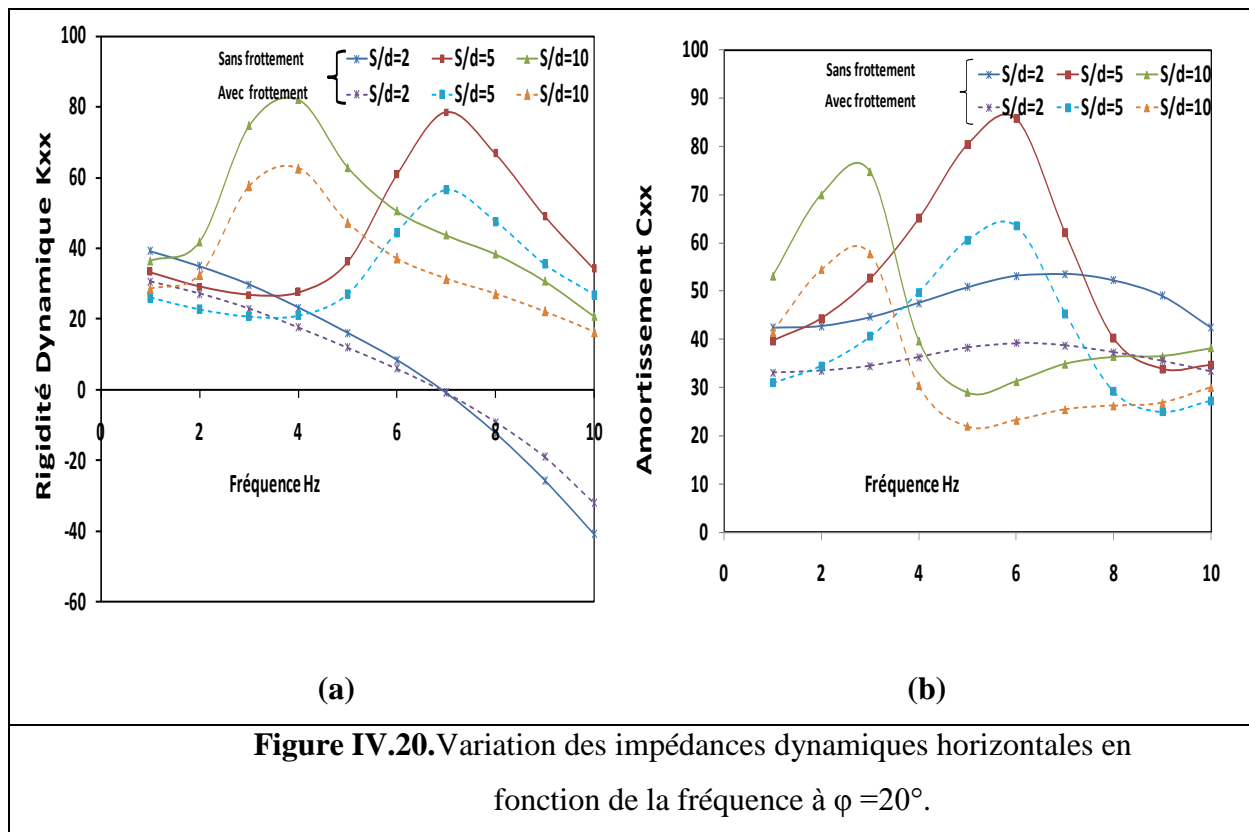 Sans frottement
S/d=2 S/d=5 S/d=10
Avec frottement
S/d=2 S/d=5 S/d=10
Rigidité Dynamique Kxx
100
80
60
40
20
0
-20
-40
-60
0 2 4 6 8 10
Fréquence Hz
(a)
Sans frottement
S/d=2 S/d=5 S/d=10
Avec frottement
S/d=2 S/d=5 S/d=10
Amortissement Cxx
100
90
80
70
60
50
40
30
20
10
0
0 2 4 6 8 10
Fréquence Hz
(b)
Figure IV.20.Variation des impédances dynamiques horizontales en
fonction de la fréquence à φ =20°.